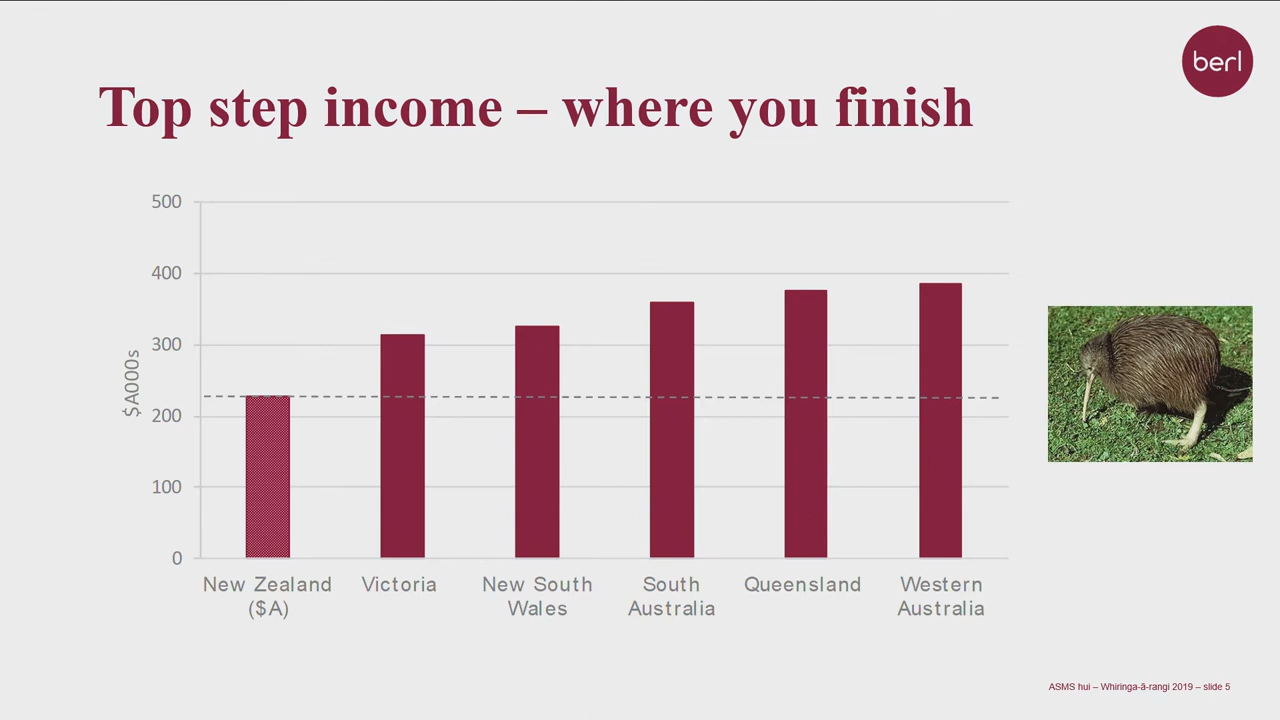 berl
Top step income – where you finish
500
400
300
200
100
0
$A000s
New Zealand
($A)
Victoria
New South
Wales
South
Australia
Queensland
Western
Australia
ASMS hui – Whiringa-ā-rangi 2019 – slide 5